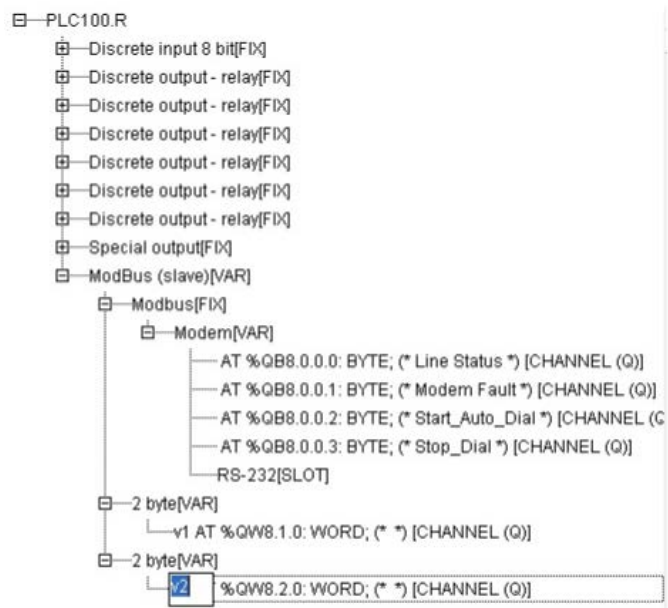 PLC100.R
Discrete input 8 bit[FIX]
Discrete output - relay[FIX]
Discrete output - relay[FIX]
Discrete output - relay[FIX]
Discrete output - relay[FIX]
Discrete output - relay[FIX]
Discrete output - relay[FIX]
Special output[FIX]
ModBus (slave)[VAR]
Modbus[FIX]
Modem[VAR]
AT %QB8.0.0.0: BYTE; (* Line Status *) [CHANNEL (Q)]
AT %QB8.0.0.1: BYTE; (* Modem Fault *) [CHANNEL (Q)]
AT %QB8.0.0.2: BYTE; (* Start_Auto_Dial *) [CHANNEL (Q
AT %QB8.0.0.3: BYTE; (* Stop_Dial *) [CHANNEL (Q)]
RS-232[SLOT]
2 byte[VAR]
v1 AT %QW8.1.0: WORD; (* *) [CHANNEL (Q)]
2 byte[VAR]
v2 %QW8.2.0: WORD; (* *) [CHANNEL (Q)]